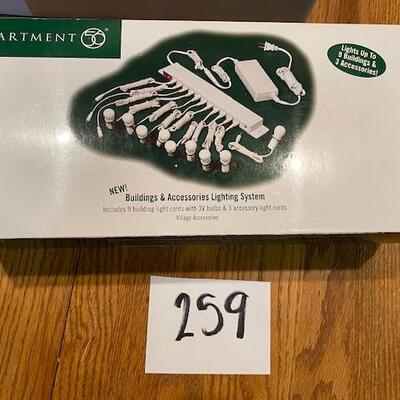 ARTMENT 56
Lights Up To
9 Buildings &
3 Accessories!
NEW!
Buildings & Accessories Lighting System
Includes 9 building light cords with 3V bulbs & 3 accessory light cords.
Village Accessories
259